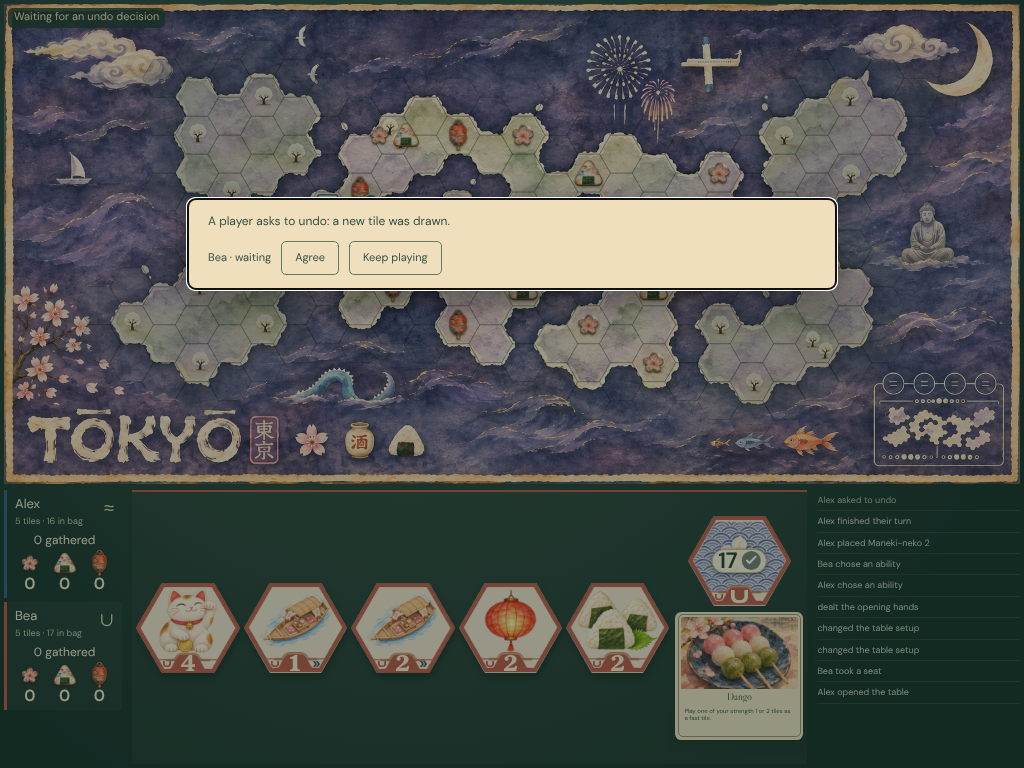 Waiting for an undo decision
A player asks to undo: a new tile was drawn.
Bea · waiting
Agree
Keep playing
TŌKYŌ
東京
酒
Alex
5 tiles · 16 in bag
0 gathered
0 0 0
Bea
5 tiles · 17 in bag
0 gathered
0 0 0
4
1 »
2 »
2
2
17
Dango
Play one of your strength 1 or 2 tiles as
a fast tile.
Alex asked to undo
Alex finished their turn
Alex placed Maneki-neko 2
Bea chose an ability
Alex chose an ability
dealt the opening hands
changed the table setup
changed the table setup
Bea took a seat
Alex opened the table